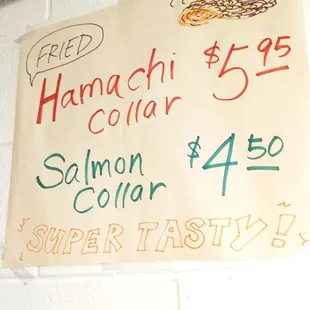 FRIED
Hamachi $5.95
Collar
Salmon $4.50
Collar
SUPER TASTY!